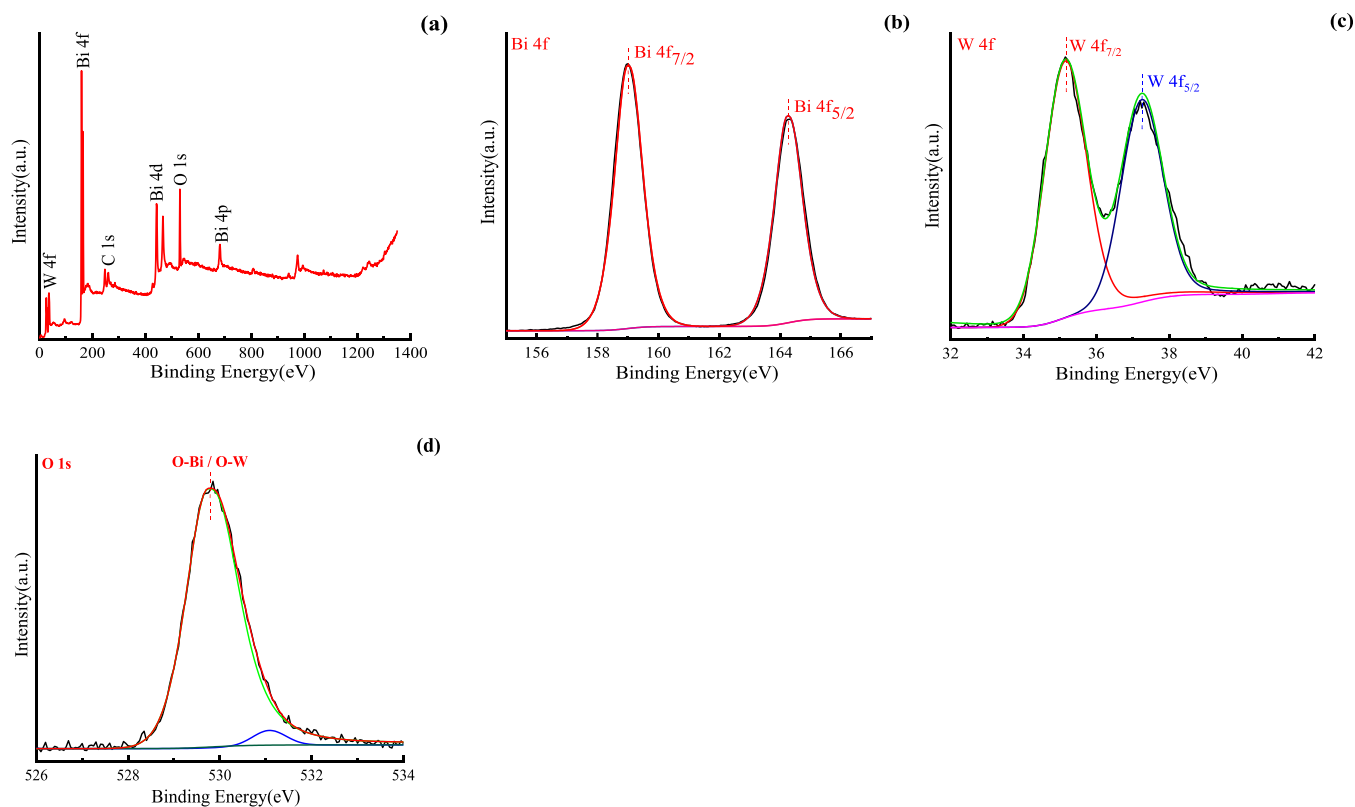 (a)
Intensity(a.u.)
W 4f
Bi 4f
C 1s
Bi 4d
O 1s
Bi 4p
0 200 400 600 800 1000 1200 1400
Binding Energy(eV)
(b)
Bi 4f
Bi 4f7/2
Bi 4f5/2
Intensity(a.u.)
156 158 160 162 164 166
Binding Energy(eV)
(c)
W 4f
W 4f7/2
W 4f5/2
Intensity(a.u.)
32 34 36 38 40 42
Binding Energy(eV)
(d)
O 1s
O-Bi / O-W
Intensity(a.u.)
526 528 530 532 534
Binding Energy(eV)